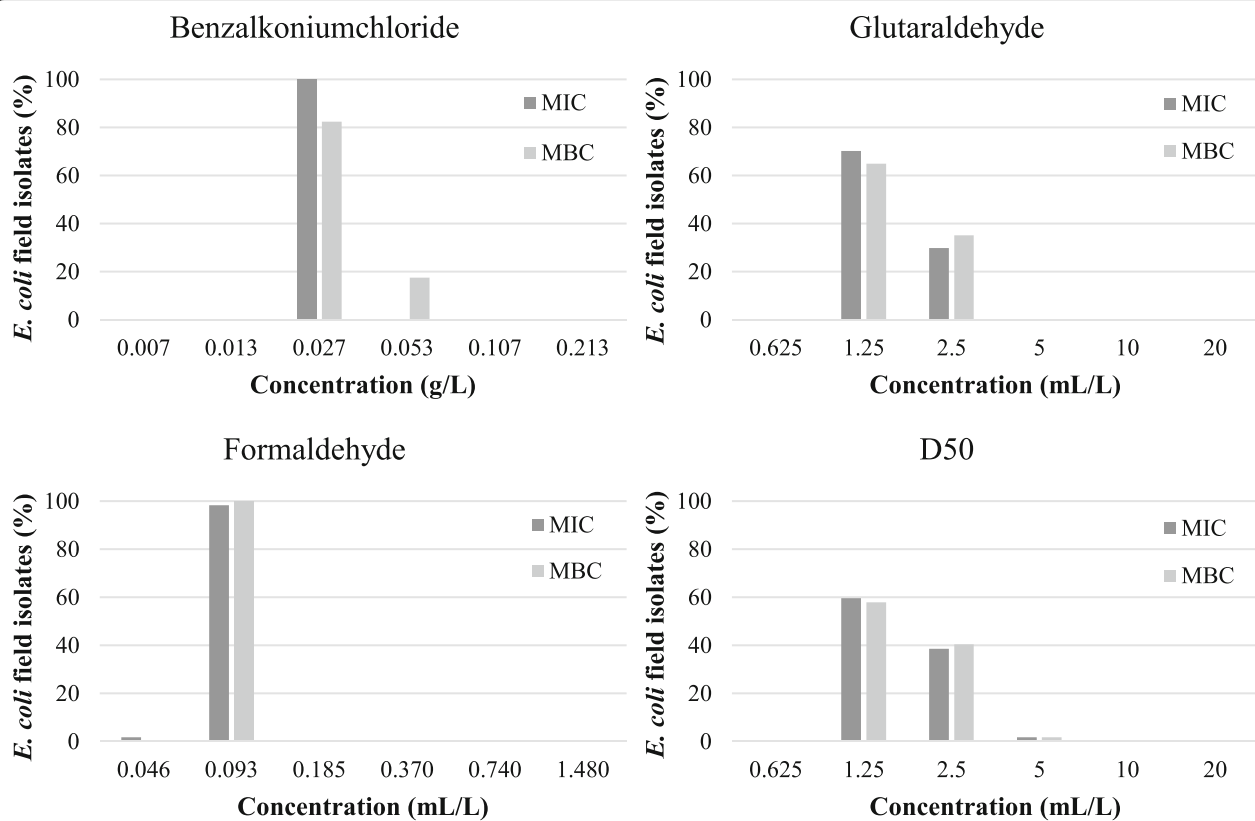 Benzalkoniumchloride
E. coli field isolates (%)
100
80
60
40
20
0
MIC
MBC
0.007 0.013 0.027 0.053 0.107 0.213
Concentration (g/L)
Glutaraldehyde
E. coli field isolates (%)
100
80
60
40
20
0
MIC
MBC
0.625 1.25 2.5 5 10 20
Concentration (mL/L)
Formaldehyde
E. coli field isolates (%)
100
80
60
40
20
0
MIC
MBC
0.046 0.093 0.185 0.370 0.740 1.480
Concentration (mL/L)
D50
E. coli field isolates (%)
100
80
60
40
20
0
MIC
MBC
0.625 1.25 2.5 5 10 20
Concentration (mL/L)